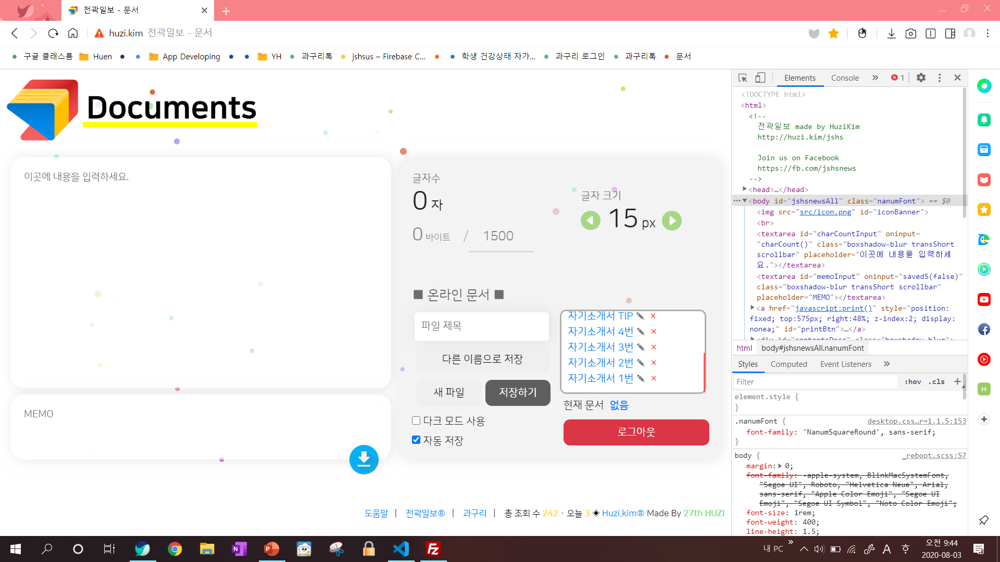 전곽일보 - 문서
huzi.kim 전곽일보 - 문서
구글 클래스룸 Huen App Developing YH 과구리톡 jshsus – Firebase C... 학생 건강상태 자가... 과구리 로그인 과구리톡 문서
Documents
이곳에 내용을 입력하세요.
MEMO
글자수
0 자
0 바이트 / 1500
글자 크기
15 px
■ 온라인 문서 ■
파일 제목
다른 이름으로 저장
새 파일 저장하기
다크 모드 사용
자동 저장
자기소개서 TIP ×
자기소개서 4번 ×
자기소개서 3번 ×
자기소개서 2번 ×
자기소개서 1번 ×
현재 문서 없음
로그아웃
도움말 | 전곽일보® | 과구리 | 총 조회 수 242 · 오늘 3 ◈ Huzi.kim® Made By 27th HUZI
Elements Console » 1
<!DOCTYPE html>
<html>
<!--
전곽일보 made by HuziKim
http://huzi.kim/jshs
Join us on Facebook
https://fb.com/jshsnews
-->
<head>…</head>
<body id="jshsnewsAll" class="nanumFont"> == $0
<img src="src/icon.png" id="iconBanner">
<br>
<textarea id="charCountInput" oninput=
"charCount()" class="boxshadow-blur transShort
scrollbar" placeholder="이곳에 내용을 입력하세
요."></textarea>
<textarea id="memoInput" oninput="savedS(false)"
class="boxshadow-blur transShort scrollbar"
placeholder="MEMO"></textarea>
<a href="javascript:print()" style="position:
fixed; top:575px; right:48%; z-index:2; display:
nonea;" id="printBtn">…</a>
<div id="contentsDesc" class="boxshadow-blur">
html body#jshsnewsAll.nanumFont
Styles Computed Event Listeners »
Filter :hov .cls +
element.style {
}
.nanumFont { desktop.css…r=1.1.5:153
font-family: 'NanumSquareRound', sans-serif;
}
body { _reboot.scss:57
margin: 0;
font-family: -apple-system, BlinkMacSystemFont,
"Segoe UI", Roboto, "Helvetica Neue", Arial,
sans-serif, "Apple Color Emoji", "Segoe UI
Emoji", "Segoe UI Symbol", "Noto Color Emoji";
font-size: 1rem;
font-weight: 400;
line-height: 1.5;
H
내 PC » A 오전 9:44
2020-08-03